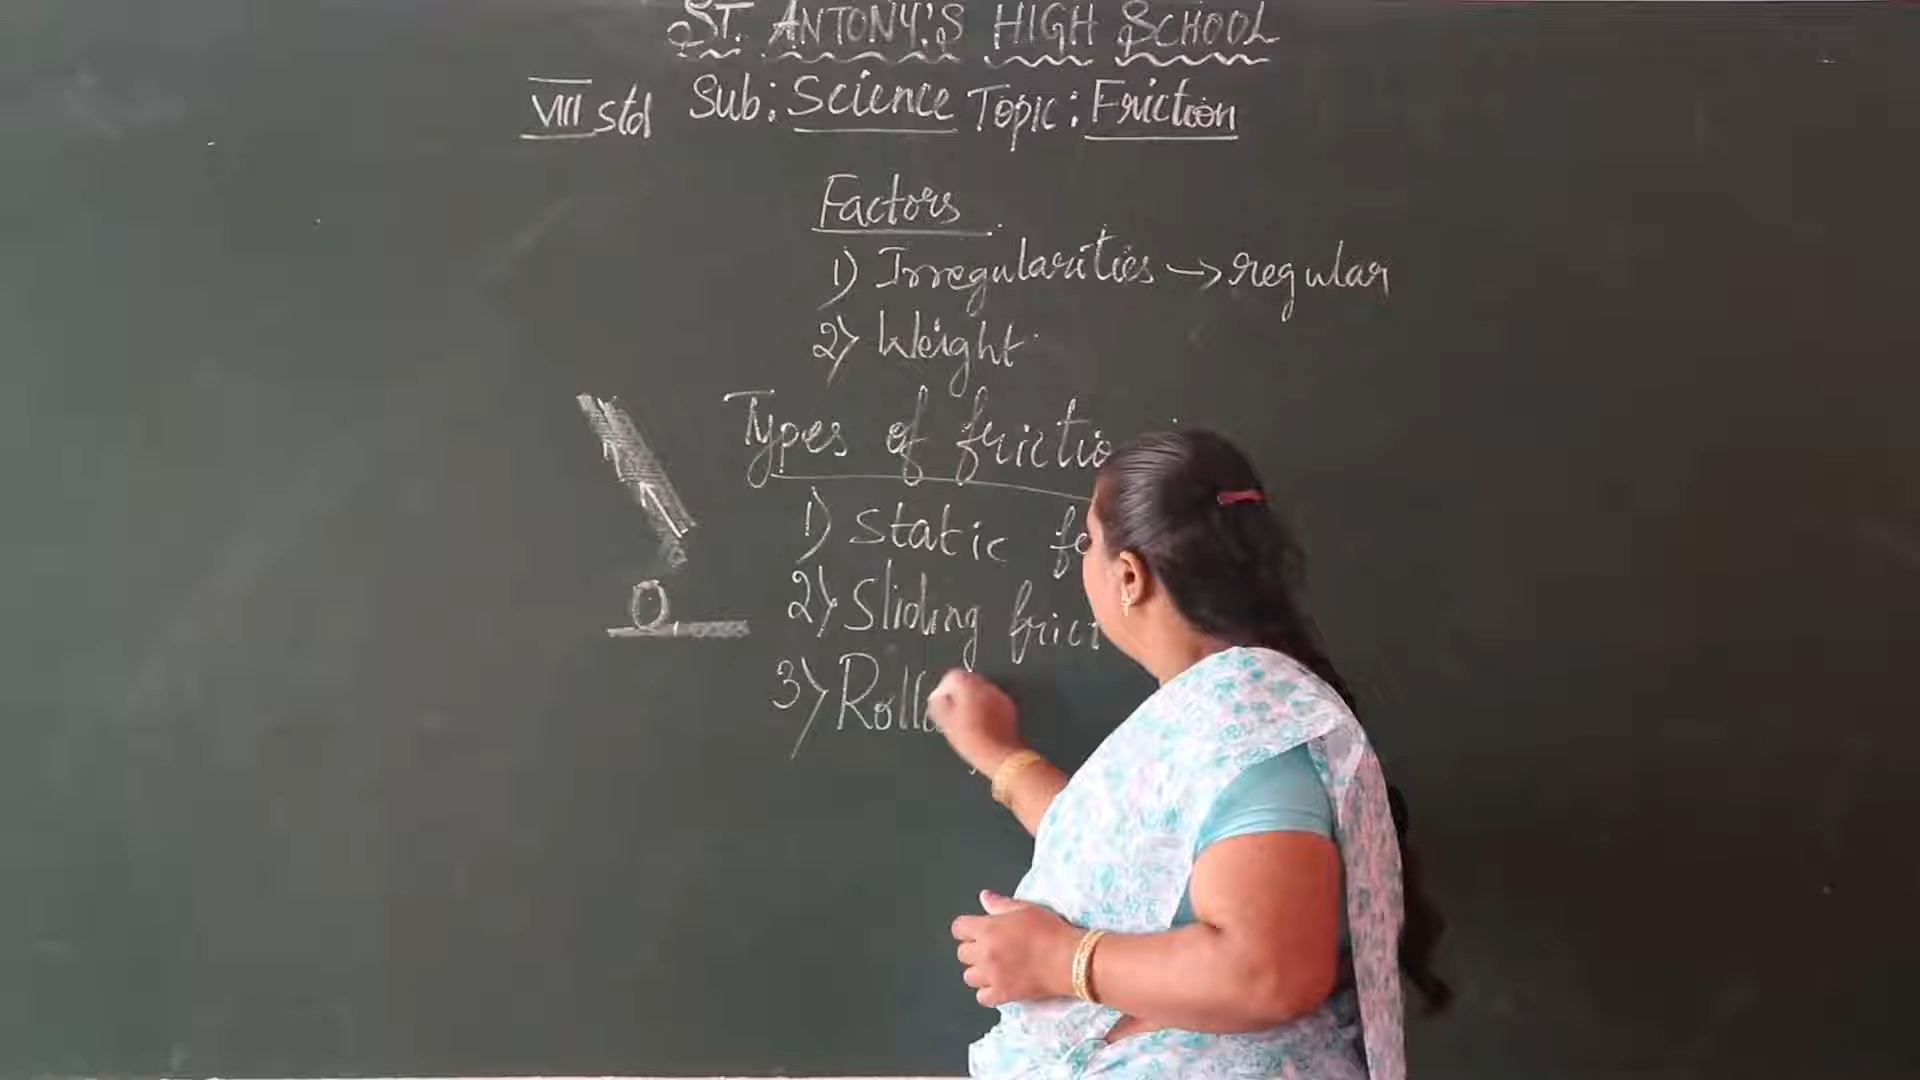 ST. ANTONY'S HIGH SCHOOL
VIII std Sub: Science Topic: Friction
Factors
1) Irregularities → regular
2) Weight
Types of frictio
1) Static
2) Sliding frict
3) Roll